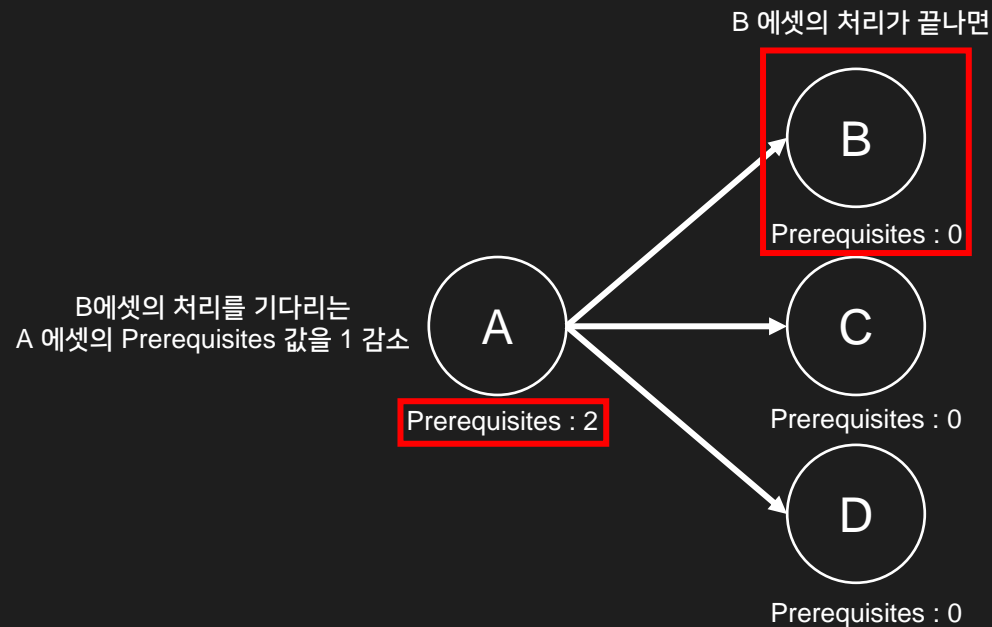 B 에셋의 처리가 끝나면
B
Prerequisites : 0
B에셋의 처리를 기다리는
A 에셋의 Prerequisites 값을 1 감소
A
Prerequisites : 2
C
Prerequisites : 0
D
Prerequisites : 0